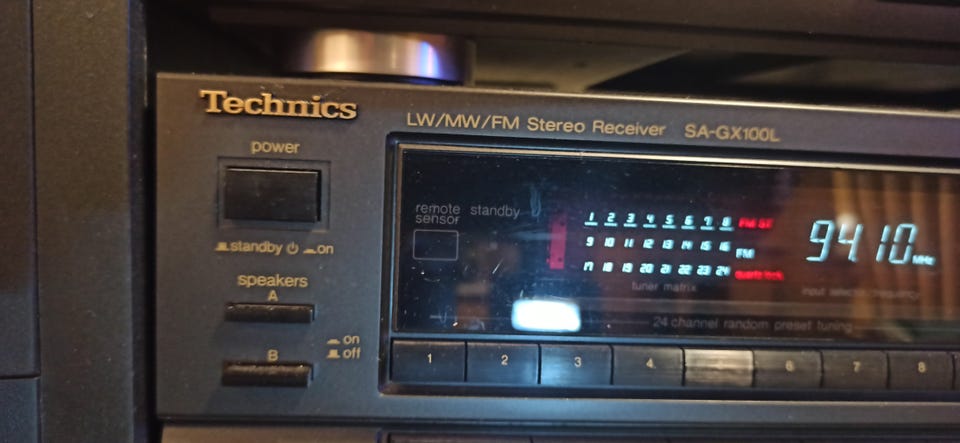 Technics
LW/MW/FM Stereo Receiver SA-GX100L
power
standby on
speakers
A
on
off
B
remote
sensor
standby
1 2 3 4 5 6 7 8 FM ST
9 10 11 12 13 14 15 16 FM
17 18 19 20 21 22 23 24 quartz lock
tuner matrix
9410 MHz
input selector/frequency
24 channel random preset tuning
1 2 3 4 6 7 8